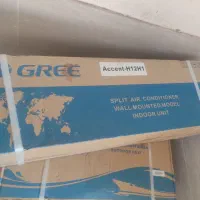 GREE
Accent-H12H1
SPLIT AIR CONDITIONER
WALL MOUNTED MODEL
INDOOR UNIT